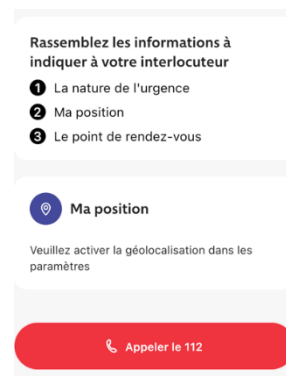 Rassemblez les informations à
indiquer à votre interlocuteur
1 La nature de l'urgence
2 Ma position
3 Le point de rendez-vous
Ma position
Veuillez activer la géolocalisation dans les
paramètres
Appeler le 112